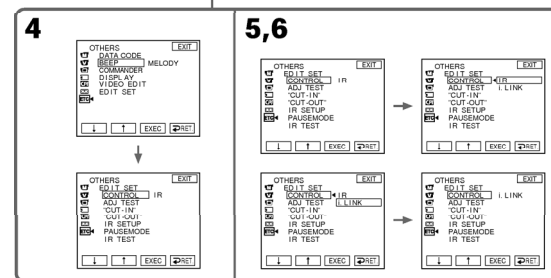 4
OTHERS EXIT
DATA CODE
BEEP MELODY
COMMANDER
DISPLAY
VIDEO EDIT
EDIT SET
ETC
↓ ↑ EXEC RET.
OTHERS EXIT
EDIT SET
CONTROL IR
ADJ TEST
"CUT-IN"
"CUT-OUT"
IR SETUP
ETC PAUSEMODE
IR TEST
↓ ↑ EXEC RET.
5,6
OTHERS EXIT
EDIT SET
CONTROL IR
ADJ TEST
"CUT-IN"
"CUT-OUT"
IR SETUP
ETC PAUSEMODE
IR TEST
↓ ↑ EXEC RET.
OTHERS EXIT
EDIT SET
CONTROL IR
ADJ TEST i. LINK
"CUT-IN"
"CUT-OUT"
IR SETUP
ETC PAUSEMODE
IR TEST
↓ ↑ EXEC RET.
OTHERS EXIT
EDIT SET
CONTROL IR
ADJ TEST i. LINK
"CUT-IN"
"CUT-OUT"
IR SETUP
ETC PAUSEMODE
IR TEST
↓ ↑ EXEC RET.
OTHERS EXIT
EDIT SET
CONTROL i. LINK
ADJ TEST
"CUT-IN"
"CUT-OUT"
IR SETUP
ETC PAUSEMODE
IR TEST
↓ ↑ EXEC RET.